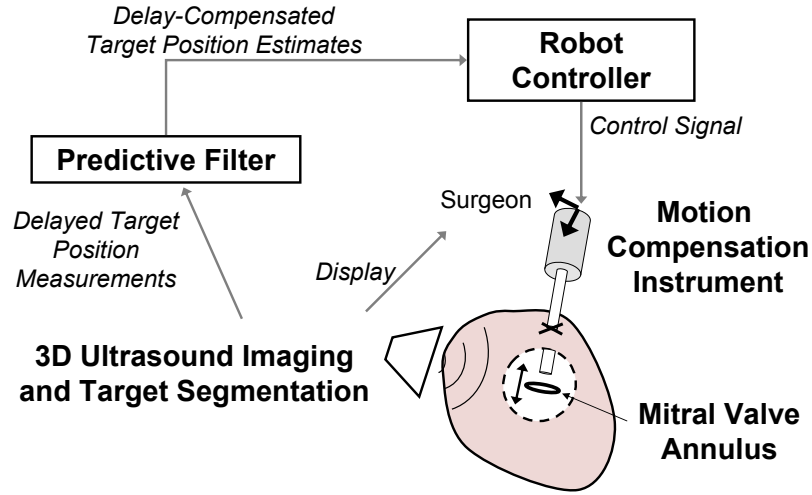 Delay-Compensated
Target Position Estimates
Robot
Controller
Control Signal
Predictive Filter
Delayed Target
Position
Measurements
Surgeon
Display
Motion
Compensation
Instrument
3D Ultrasound Imaging
and Target Segmentation
Mitral Valve
Annulus